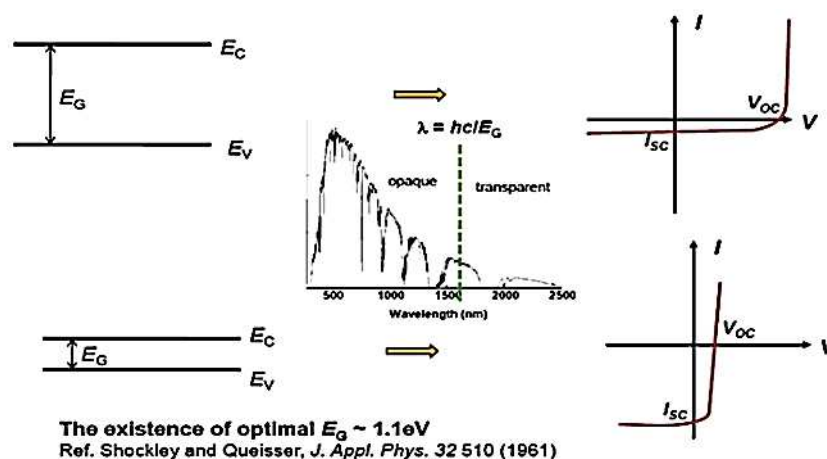 E_C
E_G
E_V
I
V_OC
V
I_SC
λ = hc/E_G
opaque
transparent
500 1000 1500 2000 2500
Wavelength (nm)
E_C
E_G
E_V
I
V_OC
V
I_SC
The existence of optimal E_G ~ 1.1eV
Ref. Shockley and Queisser, J. Appl. Phys. 32 510 (1961)